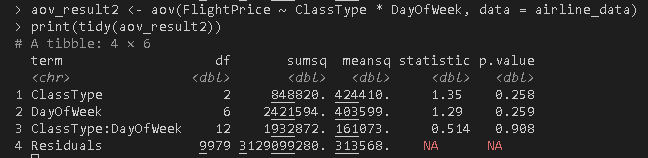 > aov_result2 <- aov(FlightPrice ~ ClassType * DayOfWeek, data = airline_data)
> print(tidy(aov_result2))
# A tibble: 4 × 6
term df sumsq meansq statistic p.value
<chr> <dbl> <dbl> <dbl> <dbl> <dbl>
1 ClassType 2 848820. 424410. 1.35 0.258
2 DayOfWeek 6 2421594. 403599. 1.29 0.259
3 ClassType:DayOfWeek 12 1932872. 161073. 0.514 0.908
4 Residuals 9979 3129099280. 313568. NA NA